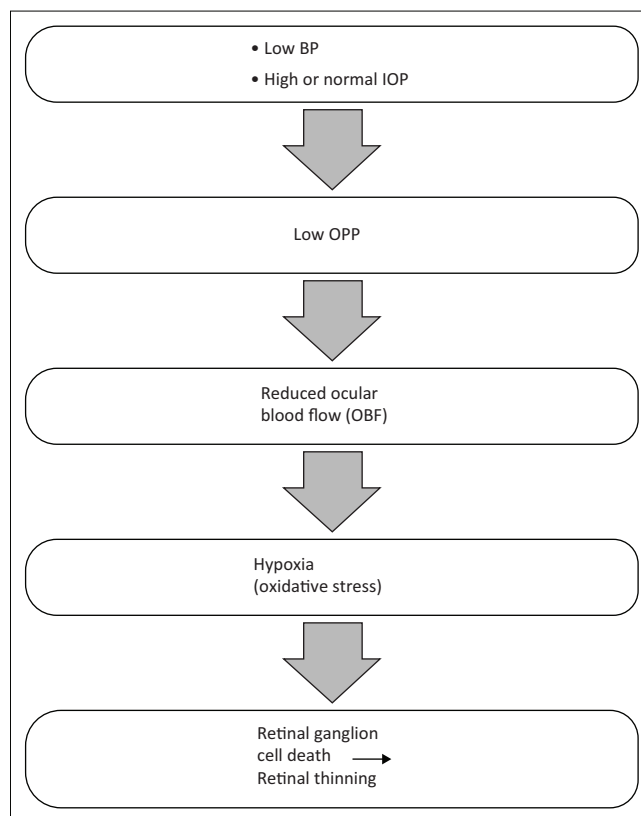 • Low BP
• High or normal IOP
Low OPP
Reduced ocular
blood flow (OBF)
Hypoxia
(oxidative stress)
Retinal ganglion
cell death →
Retinal thinning